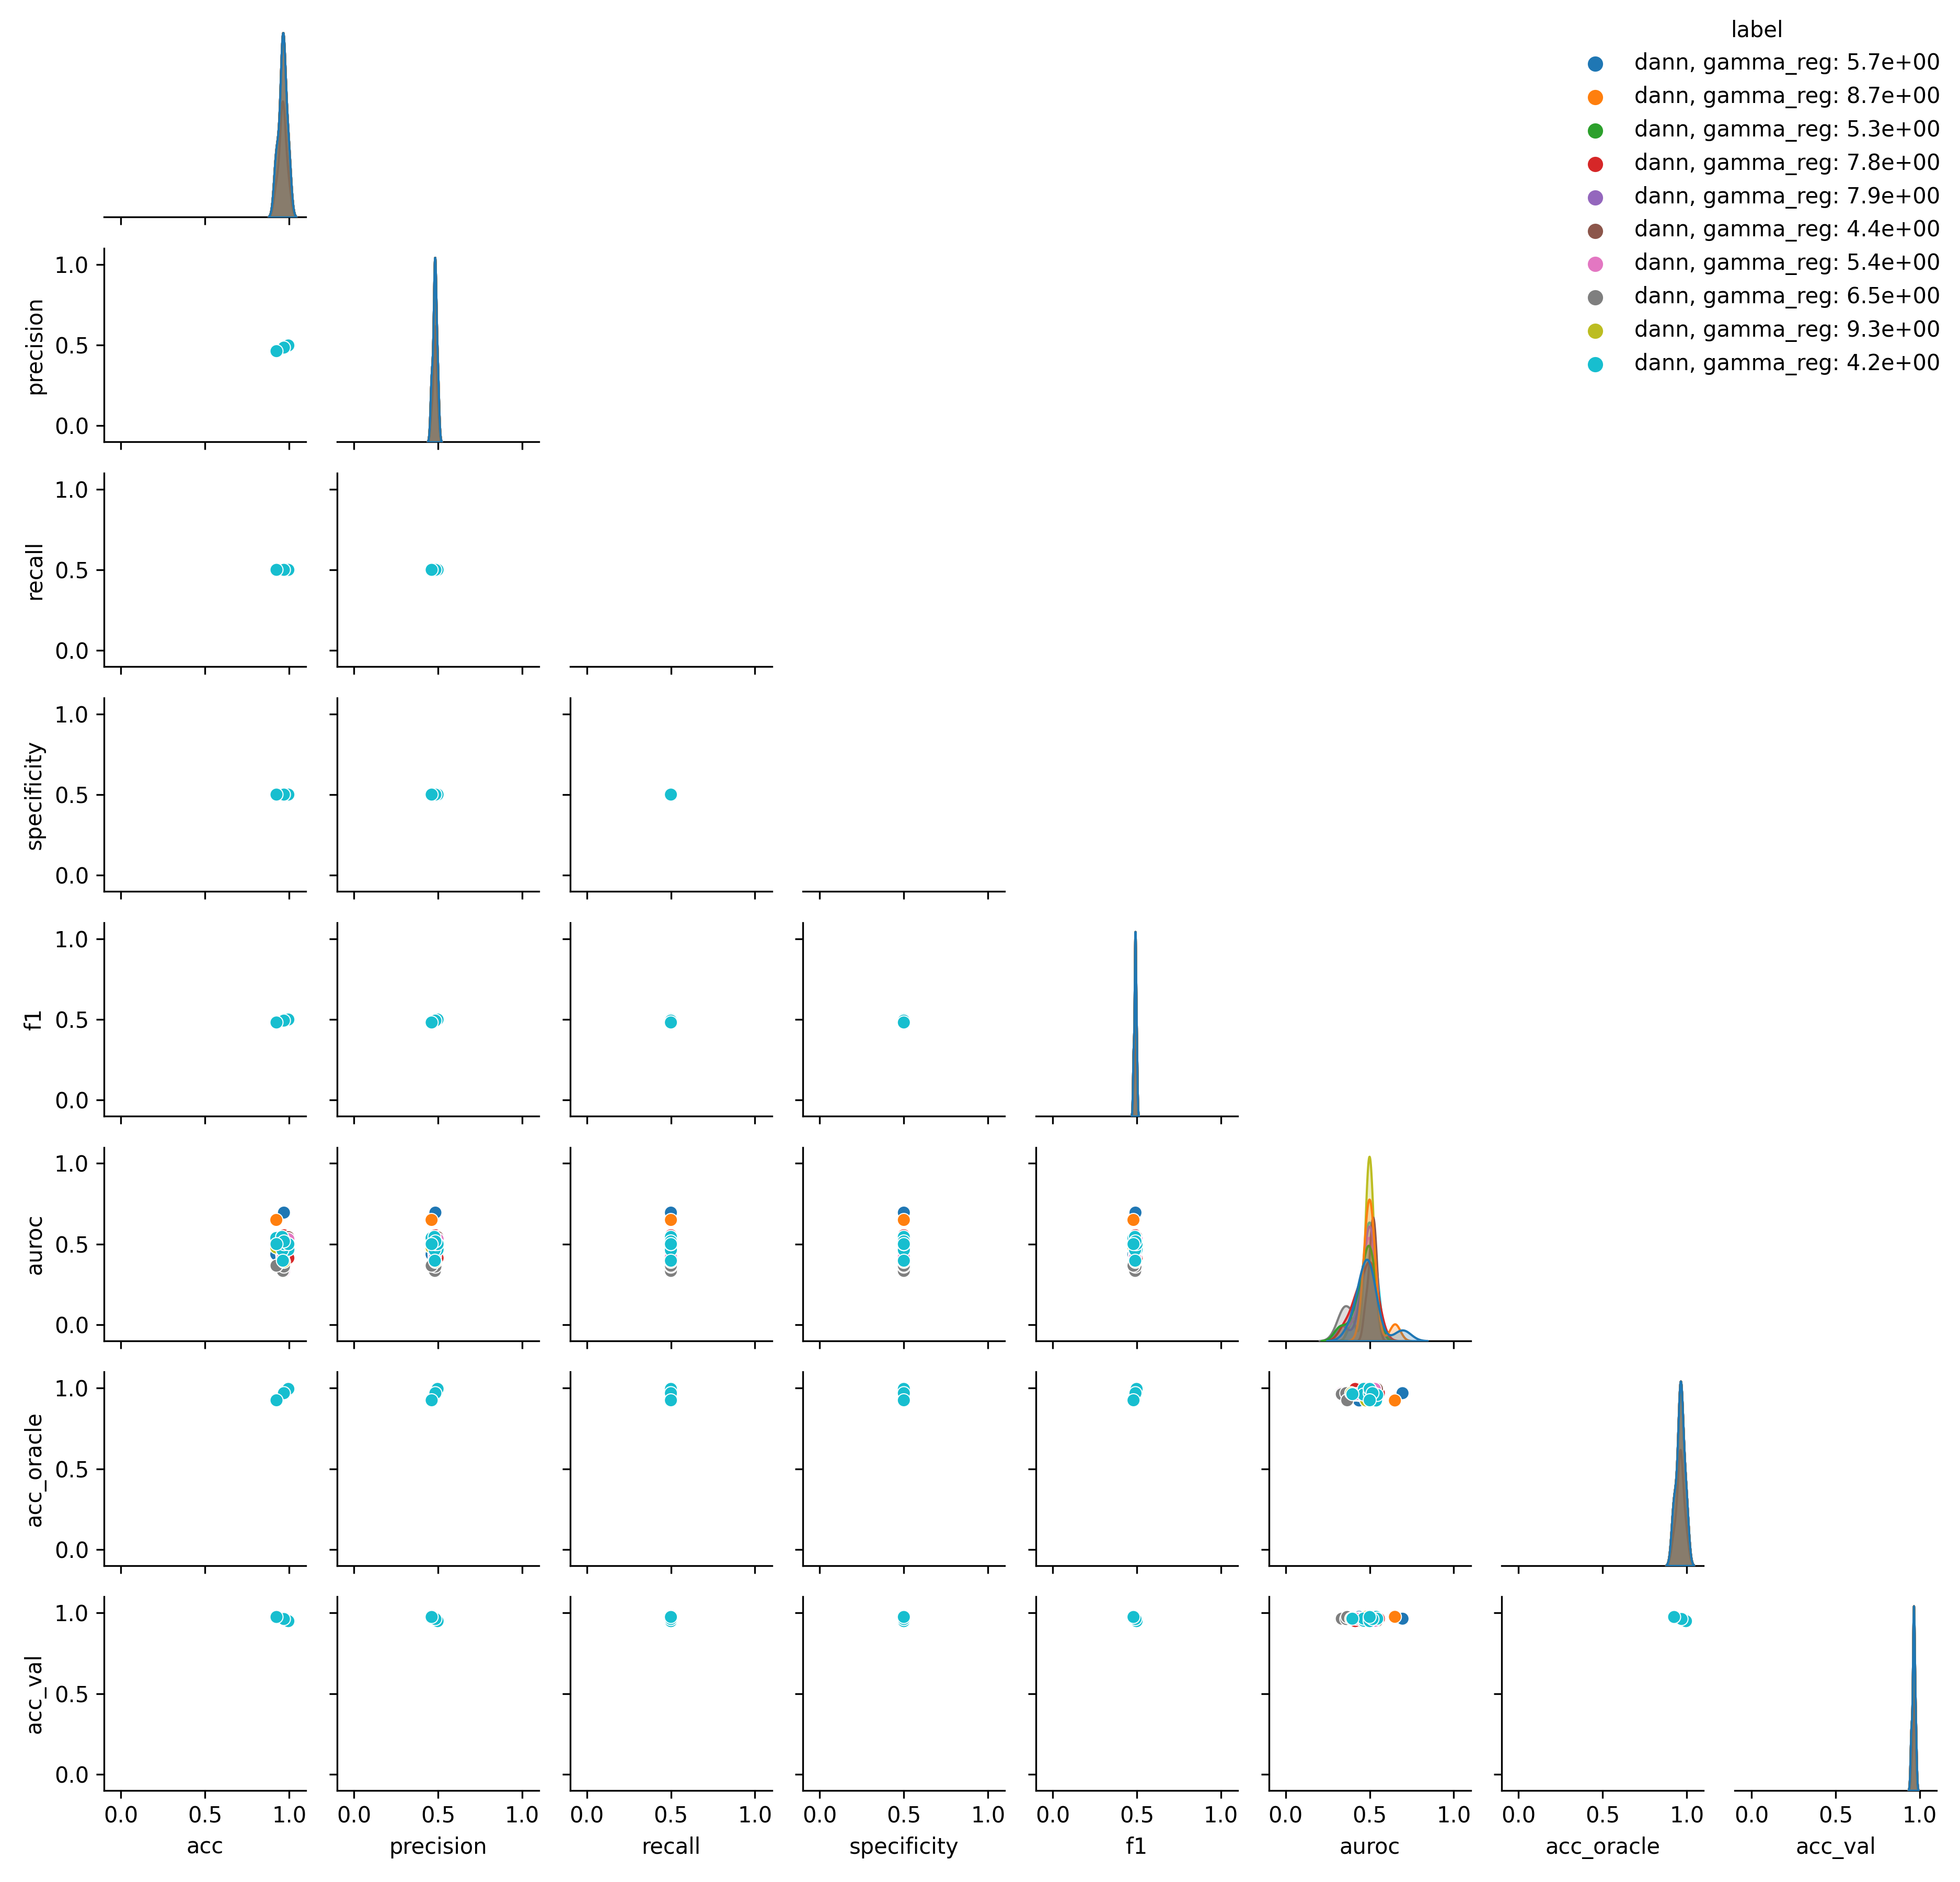 label
dann, gamma_reg: 5.7e+00
dann, gamma_reg: 8.7e+00
dann, gamma_reg: 5.3e+00
dann, gamma_reg: 7.8e+00
dann, gamma_reg: 7.9e+00
dann, gamma_reg: 4.4e+00
dann, gamma_reg: 5.4e+00
dann, gamma_reg: 6.5e+00
dann, gamma_reg: 9.3e+00
dann, gamma_reg: 4.2e+00
1.0
0.5
0.0
precision
1.0
0.5
0.0
recall
1.0
0.5
0.0
specificity
1.0
0.5
0.0
f1
1.0
0.5
0.0
auroc
1.0
0.5
0.0
acc_oracle
1.0
0.5
0.0
acc_val
0.0 0.5 1.0 0.0 0.5 1.0 0.0 0.5 1.0 0.0 0.5 1.0 0.0 0.5 1.0 0.0 0.5 1.0 0.0 0.5 1.0 0.0 0.5 1.0
acc precision recall specificity f1 auroc acc_oracle acc_val